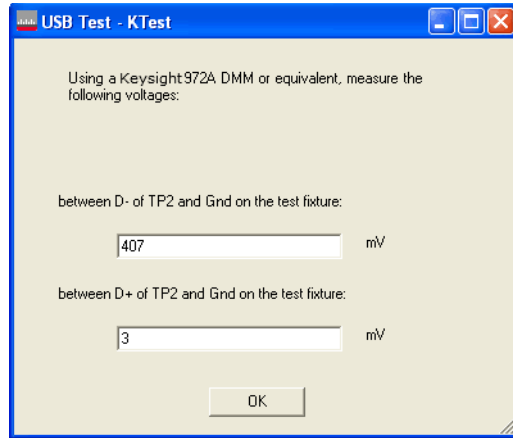 USB Test - KTest
Using a Keysight 972A DMM or equivalent, measure the
following voltages:
between D- of TP2 and Gnd on the test fixture:
407 mV
between D+ of TP2 and Gnd on the test fixture:
3 mV
OK